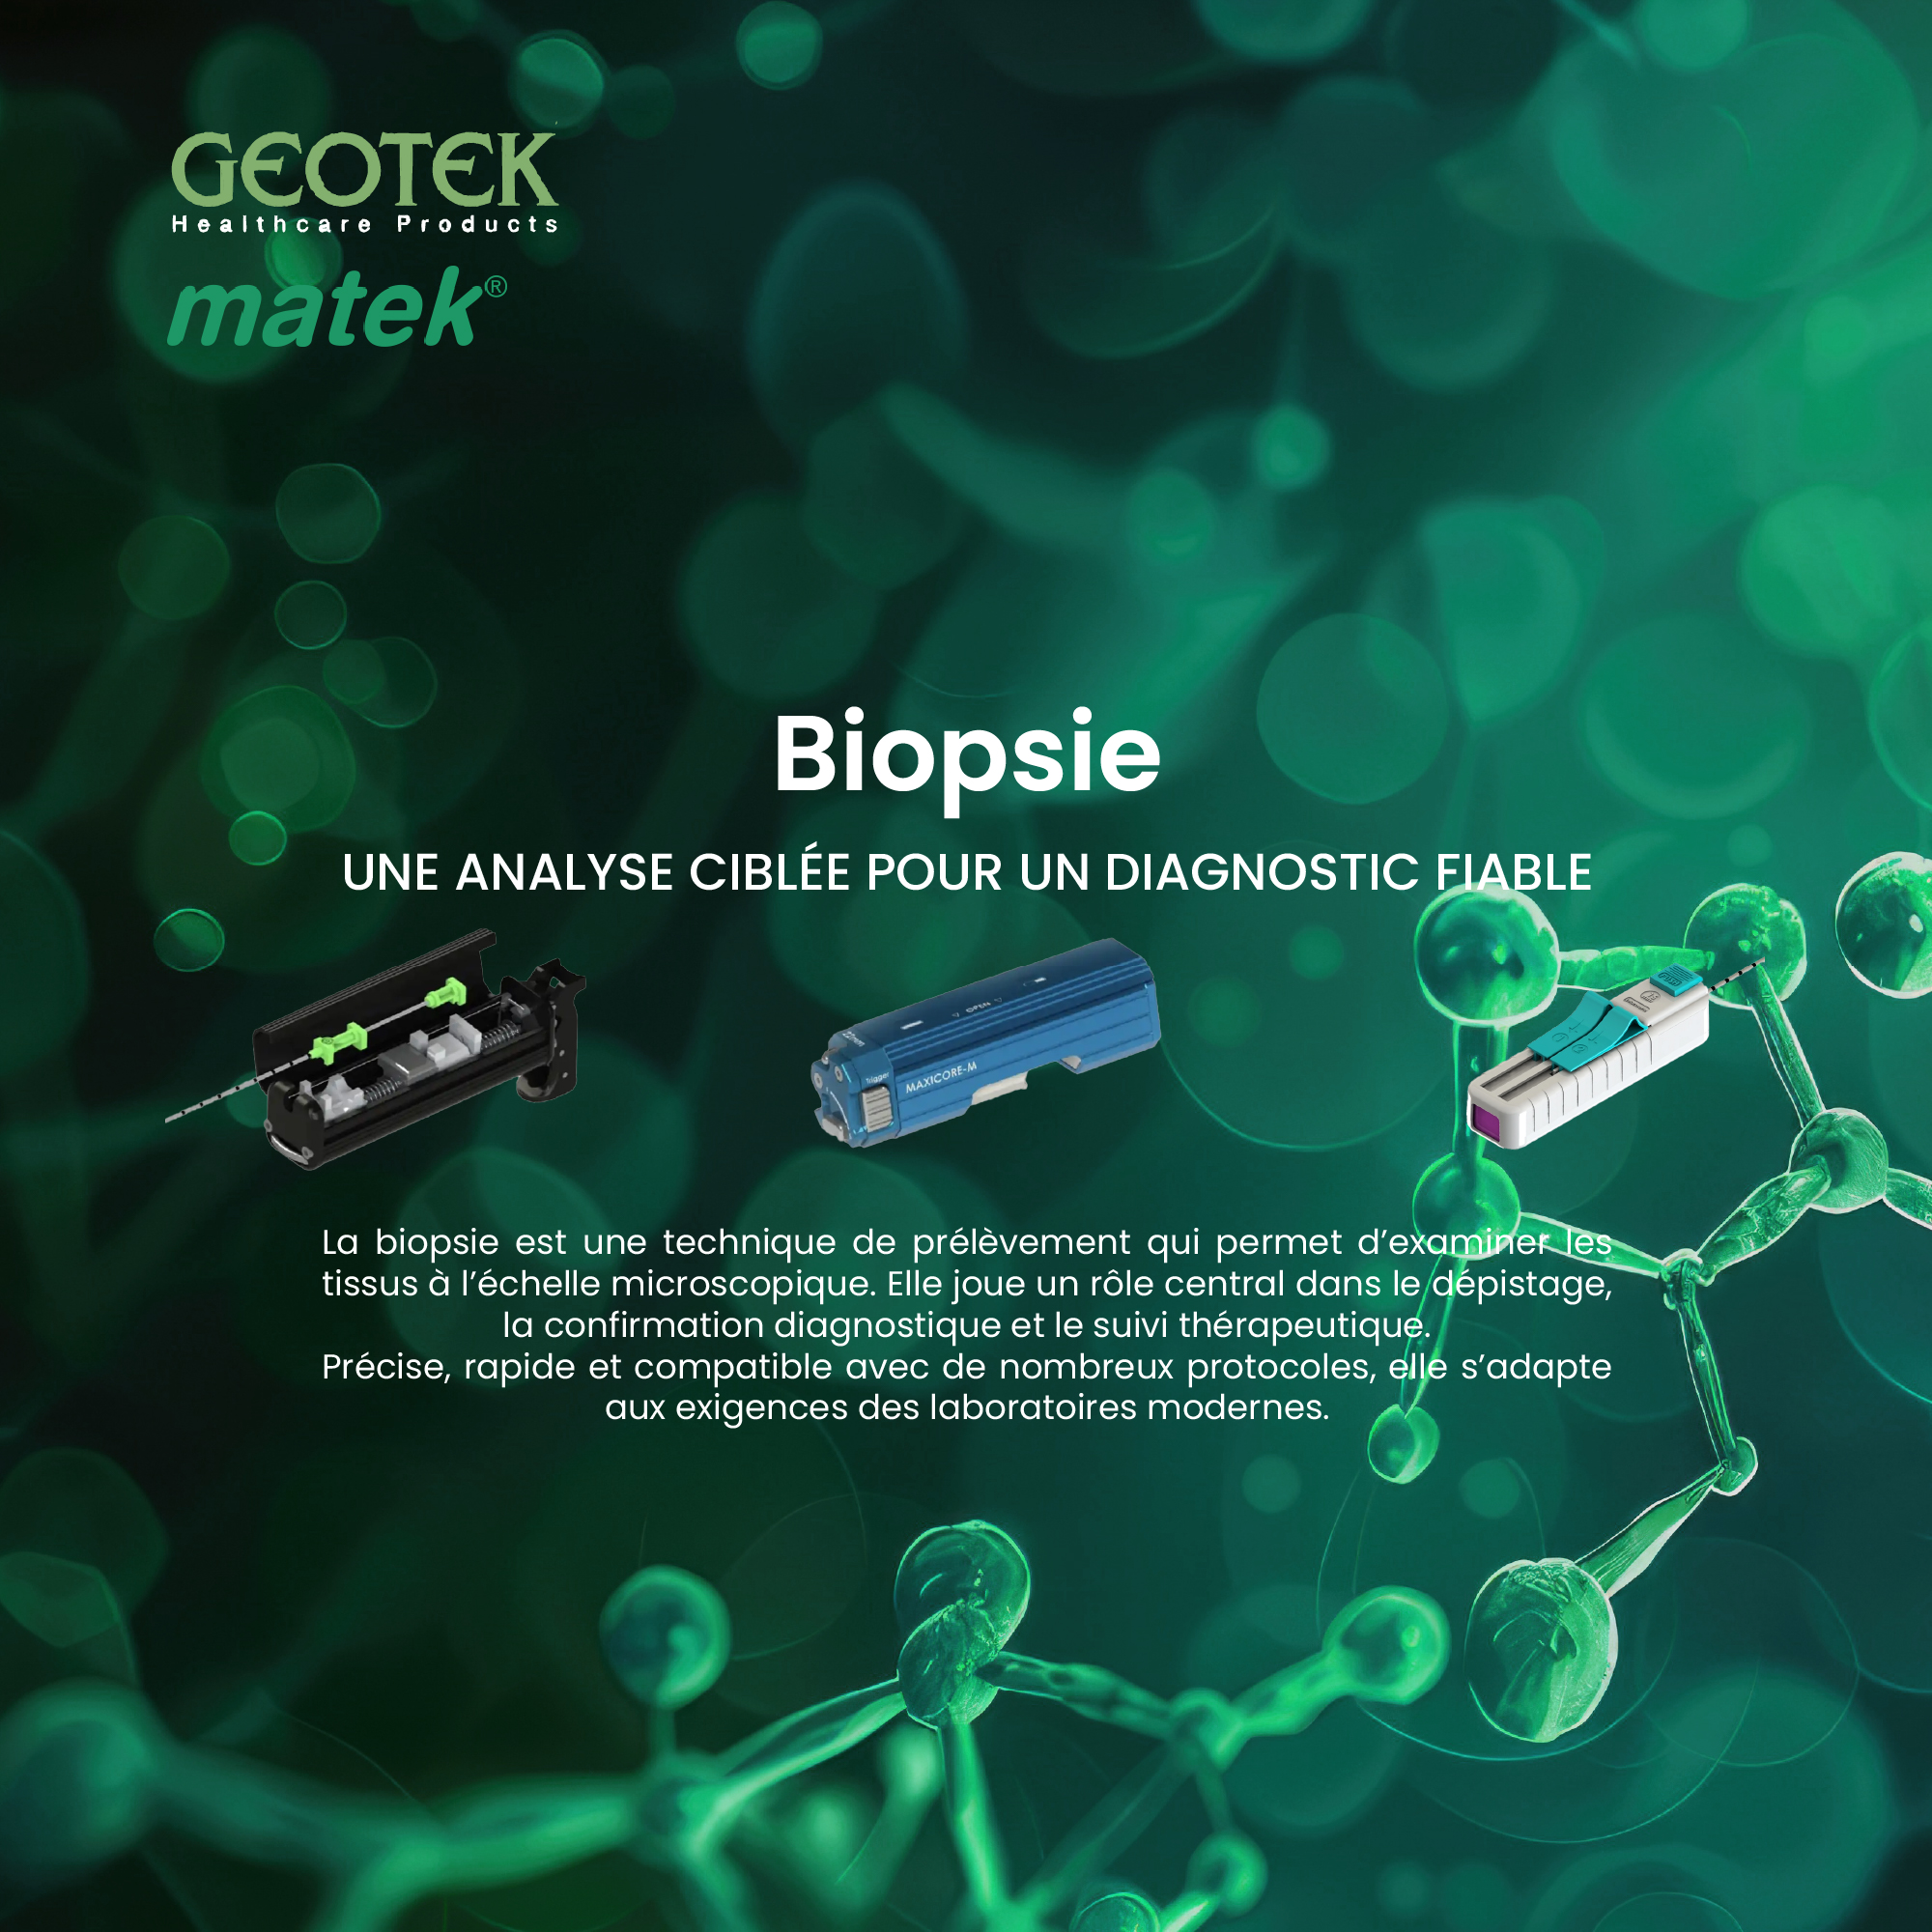 GEOTEK
Healthcare Products
matek®
Biopsie
UNE ANALYSE CIBLÉE POUR UN DIAGNOSTIC FIABLE
OPEN
22mm
Trigger
MAXICORE-M
La biopsie est une technique de prélèvement qui permet d’examiner les
tissus à l’échelle microscopique. Elle joue un rôle central dans le dépistage,
la confirmation diagnostique et le suivi thérapeutique.
Précise, rapide et compatible avec de nombreux protocoles, elle s’adapte
aux exigences des laboratoires modernes.